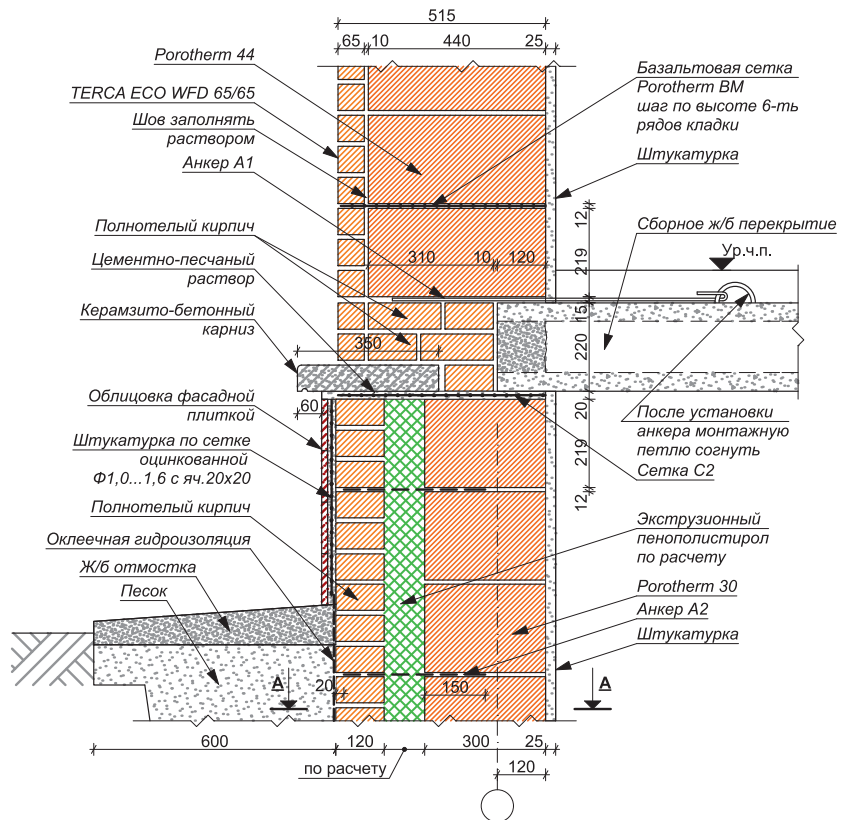 515
65
10
440
25
Porotherm 44
TERCA ECO WFD 65/65
Шов заполнять
раствором
Анкер А1
Полнотелый кирпич
Цементно-песчаный
раствор
Керамзито-бетонный
карниз
Облицовка фасадной
плиткой
Штукатурка по сетке
оцинкованной
Ф1,0...1,6 с яч.20х20
Полнотелый кирпич
Оклеечная гидроизоляция
Ж/б отмостка
Песок
Базальтовая сетка
Porotherm BM
шаг по высоте 6-ть
рядов кладки
Штукатурка
Сборное ж/б перекрытие
Ур.ч.п.
310
10
120
350
60
12
219
15
220
20
219
12
После установки
анкера монтажную
петлю согнуть
Сетка С2
Экструзионный
пенополистирол
по расчету
Porotherm 30
Анкер А2
Штукатурка
20
150
А
А
600
120
300
25
по расчету
120